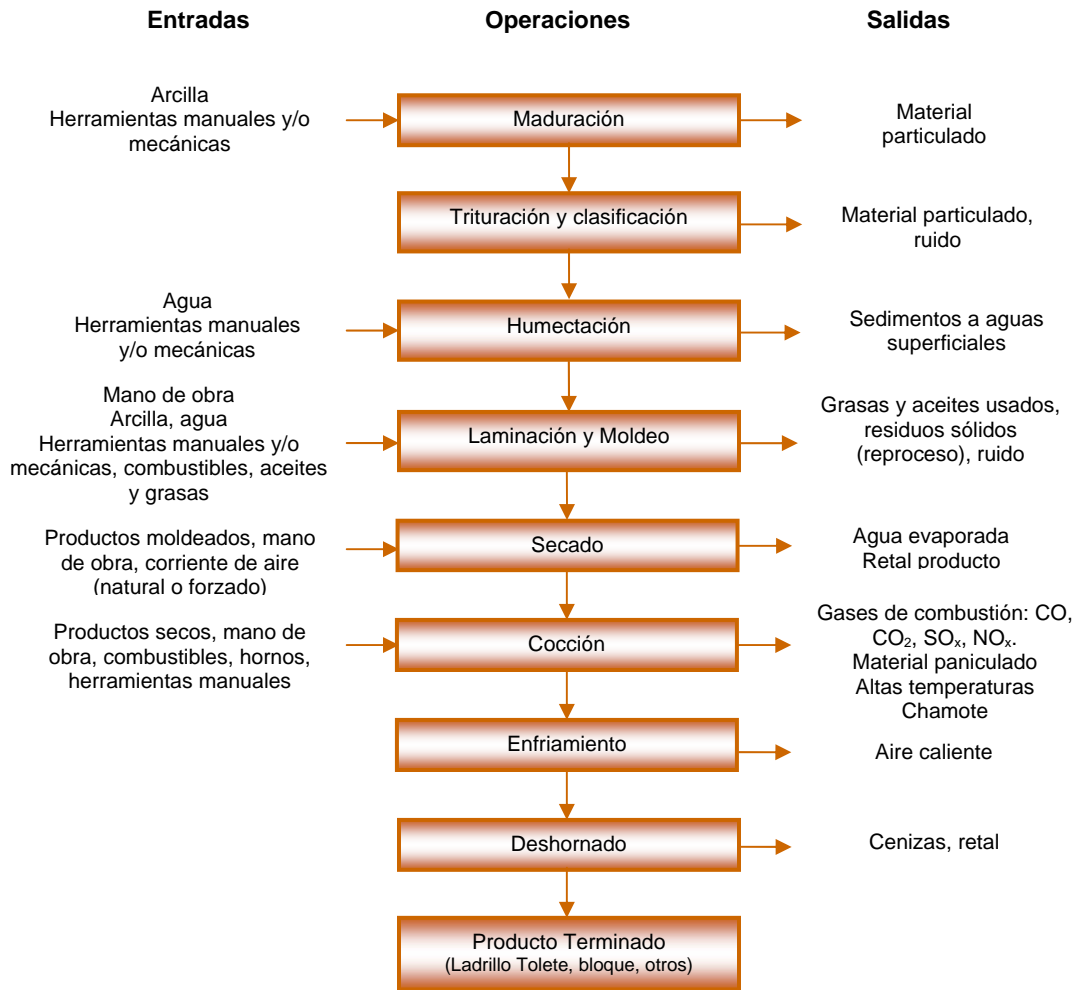 Entradas
Operaciones
Salidas
Arcilla
Herramientas manuales y/o
mecánicas
Maduración
Material
particulado
Trituración y clasificación
Material particulado,
ruido
Agua
Herramientas manuales
y/o mecánicas
Humectación
Sedimentos a aguas
superficiales
Mano de obra
Arcilla, agua
Herramientas manuales y/o
mecánicas, combustibles, aceites
y grasas
Laminación y Moldeo
Grasas y aceites usados,
residuos sólidos
(reproceso), ruido
Productos moldeados, mano
de obra, corriente de aire
(natural o forzado)
Secado
Agua evaporada
Retal producto
Productos secos, mano de
obra, combustibles, hornos,
herramientas manuales
Cocción
Gases de combustión: CO,
CO₂, SOₓ, NOₓ.
Material paniculado
Altas temperaturas
Chamote
Enfriamiento
Aire caliente
Deshornado
Cenizas, retal
Producto Terminado
(Ladrillo Tolete, bloque, otros)